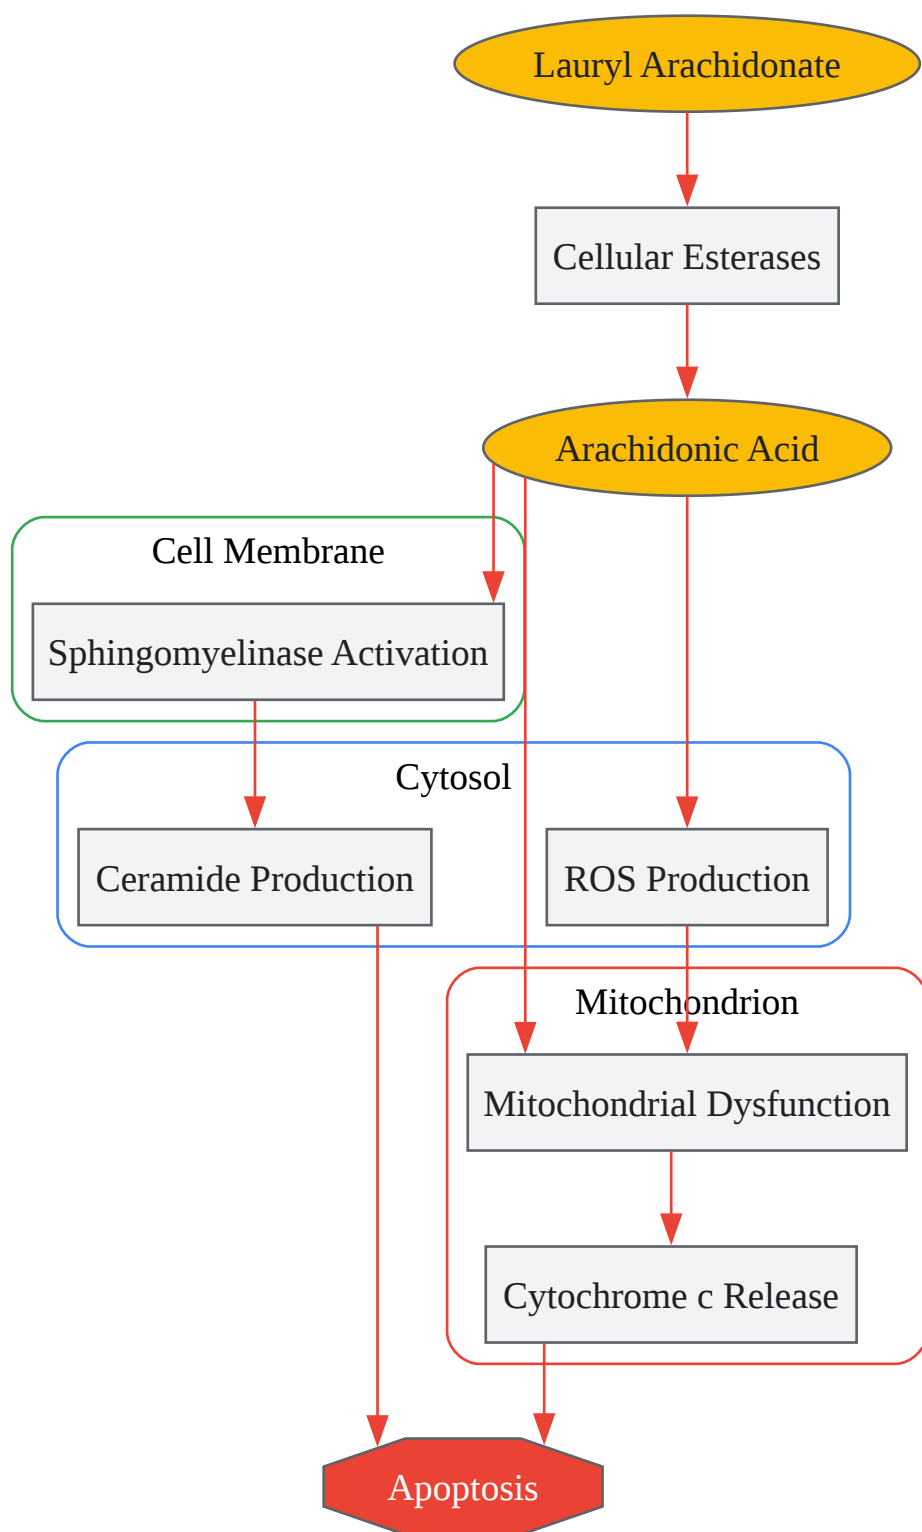 Lauryl Arachidonate
Cellular Esterases
Arachidonic Acid
Cell Membrane
Sphingomyelinase Activation
Cytosol
Ceramide Production
ROS Production
Mitochondrion
Mitochondrial Dysfunction
Cytochrome c Release
Apoptosis